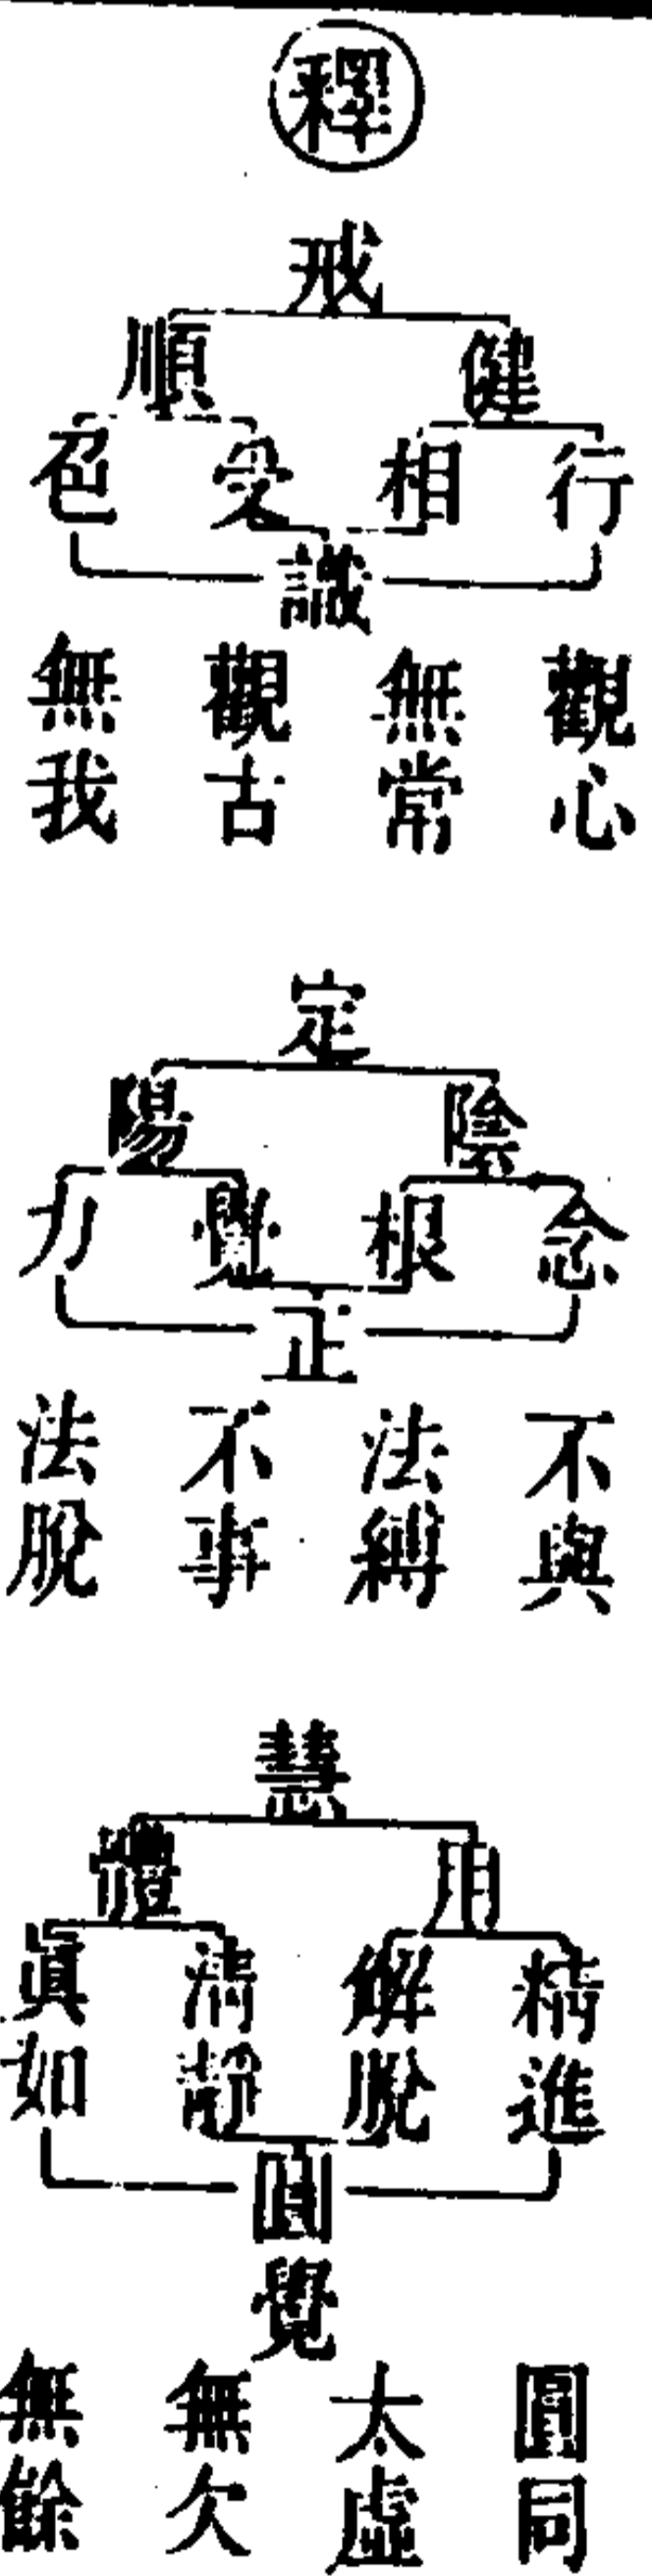 釋
戒
順 健
色 受 相 行
識
觀心 無常 觀古 無我
定
陽 陰
力 覺 根 念
正
不與 法縛 不事 法脫
慧
體 用
真如 清靜 解脫 精進
圓覺
圓同 太虛 無欠 無餘